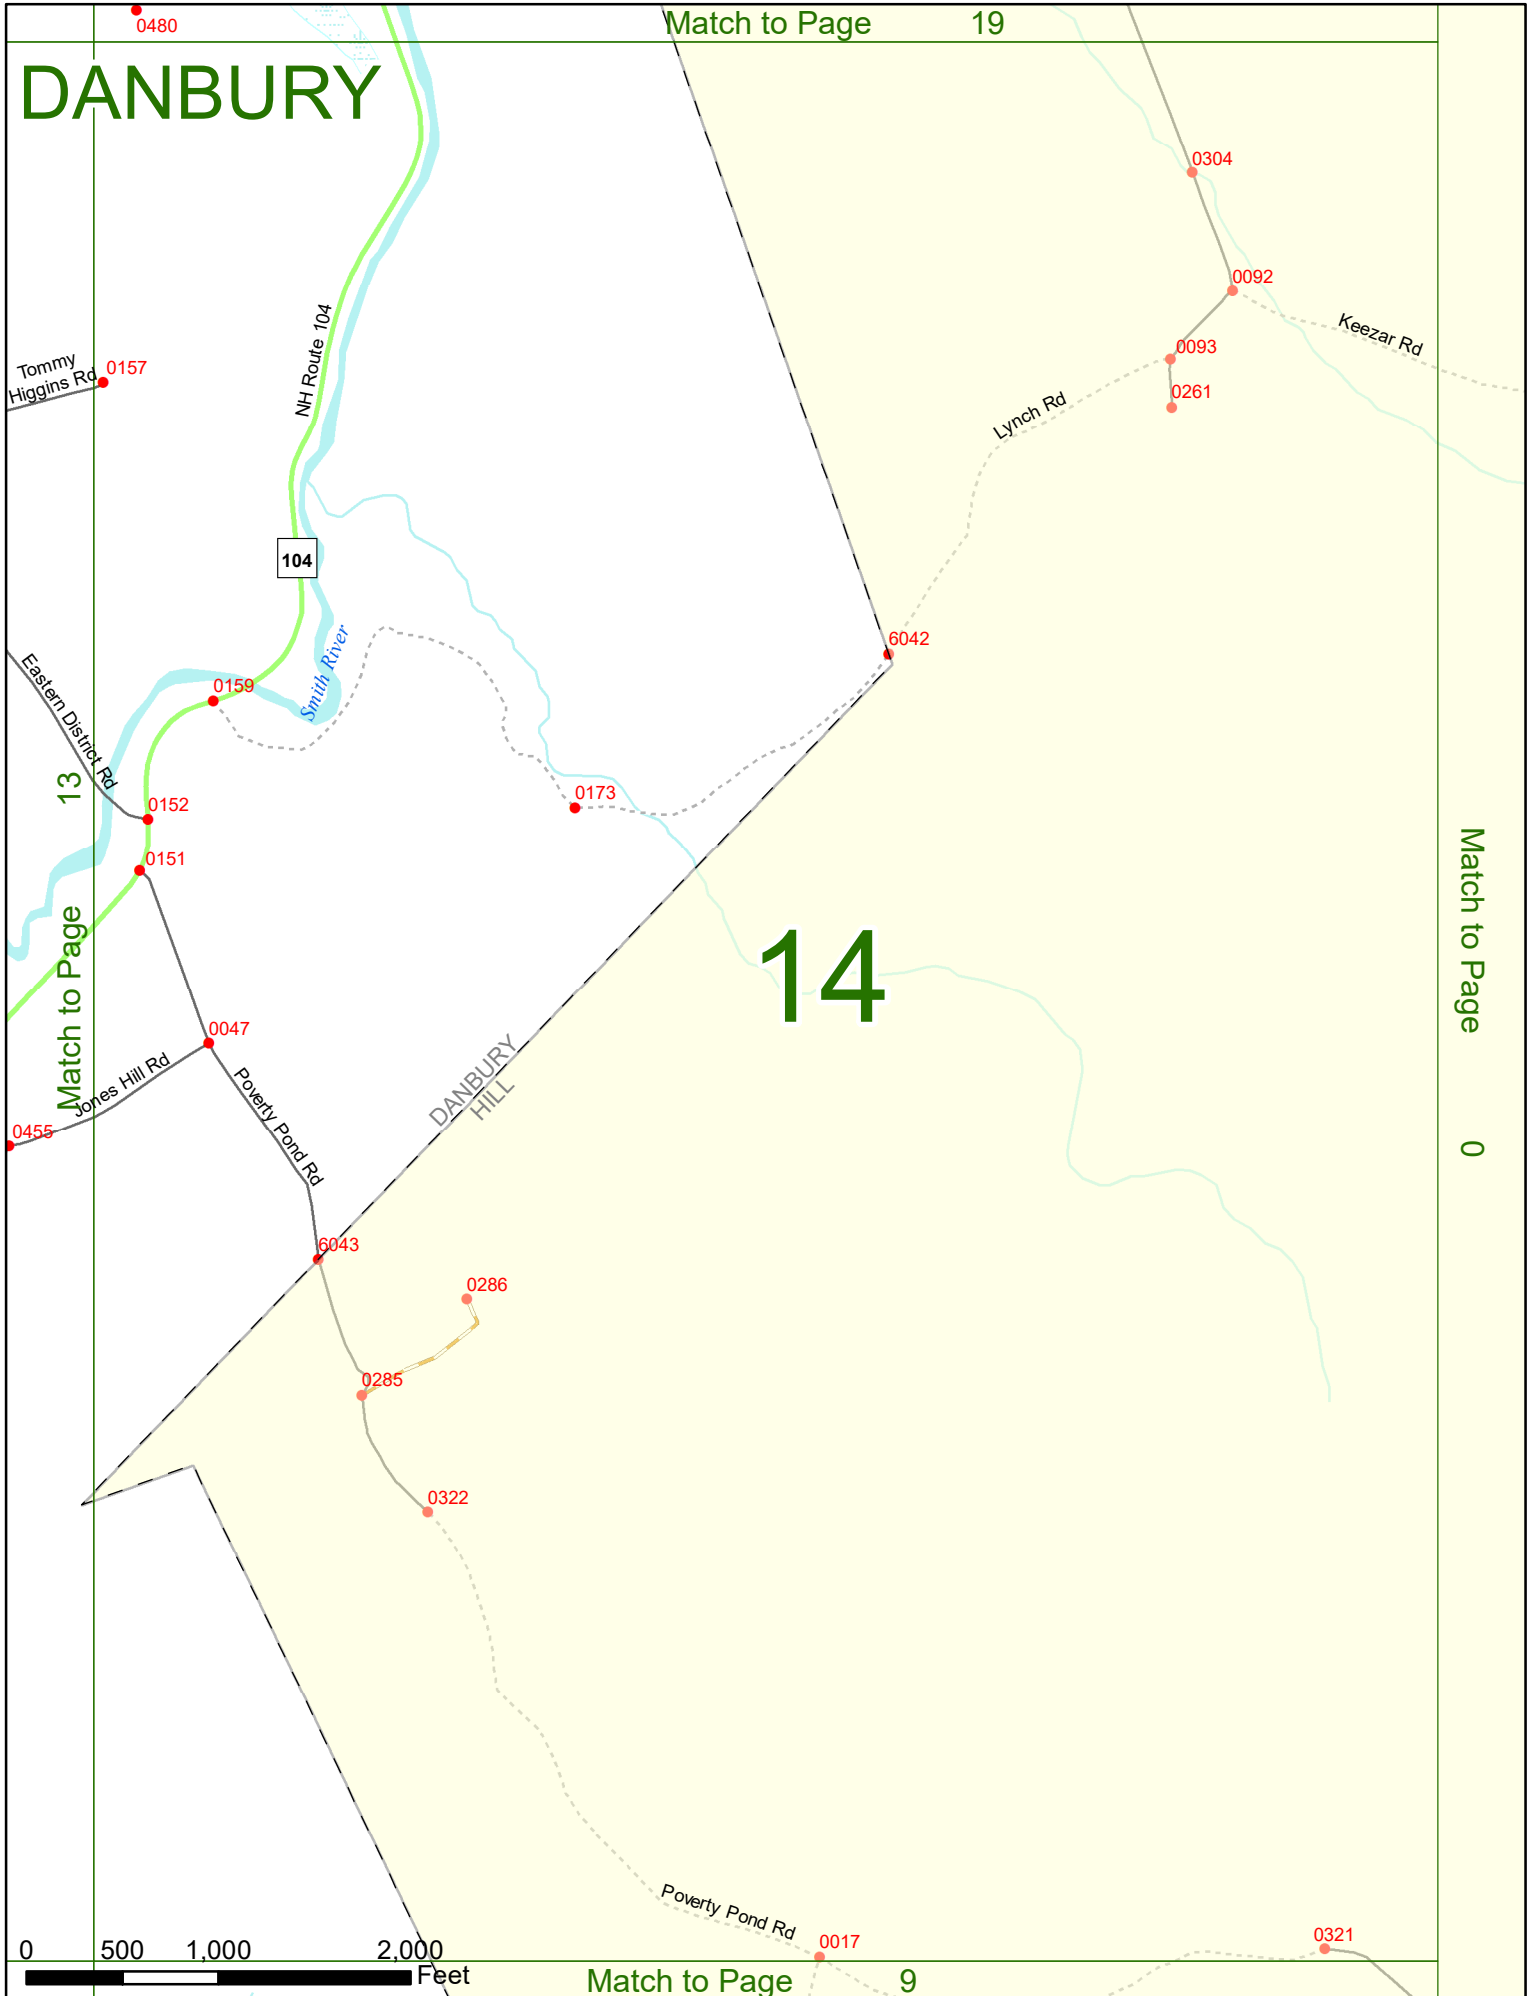 Match to Page 19
0480
DANBURY
0304
0092
Keezar Rd
NH Route 104
Tommy
Higgins Rd
0157
0093
0261
Lynch Rd
104
6042
Smith River
Eastern District Rd
0159
13
0173
0152
0151
Match to Page
Match to Page
14
0047
Jones Hill Rd
Poverty Pond Rd
DANBURY
HILL
0455
0
6043
0286
0285
0322
Poverty Pond Rd
0017
0321
0 500 1,000 2,000
Feet
Match to Page 9